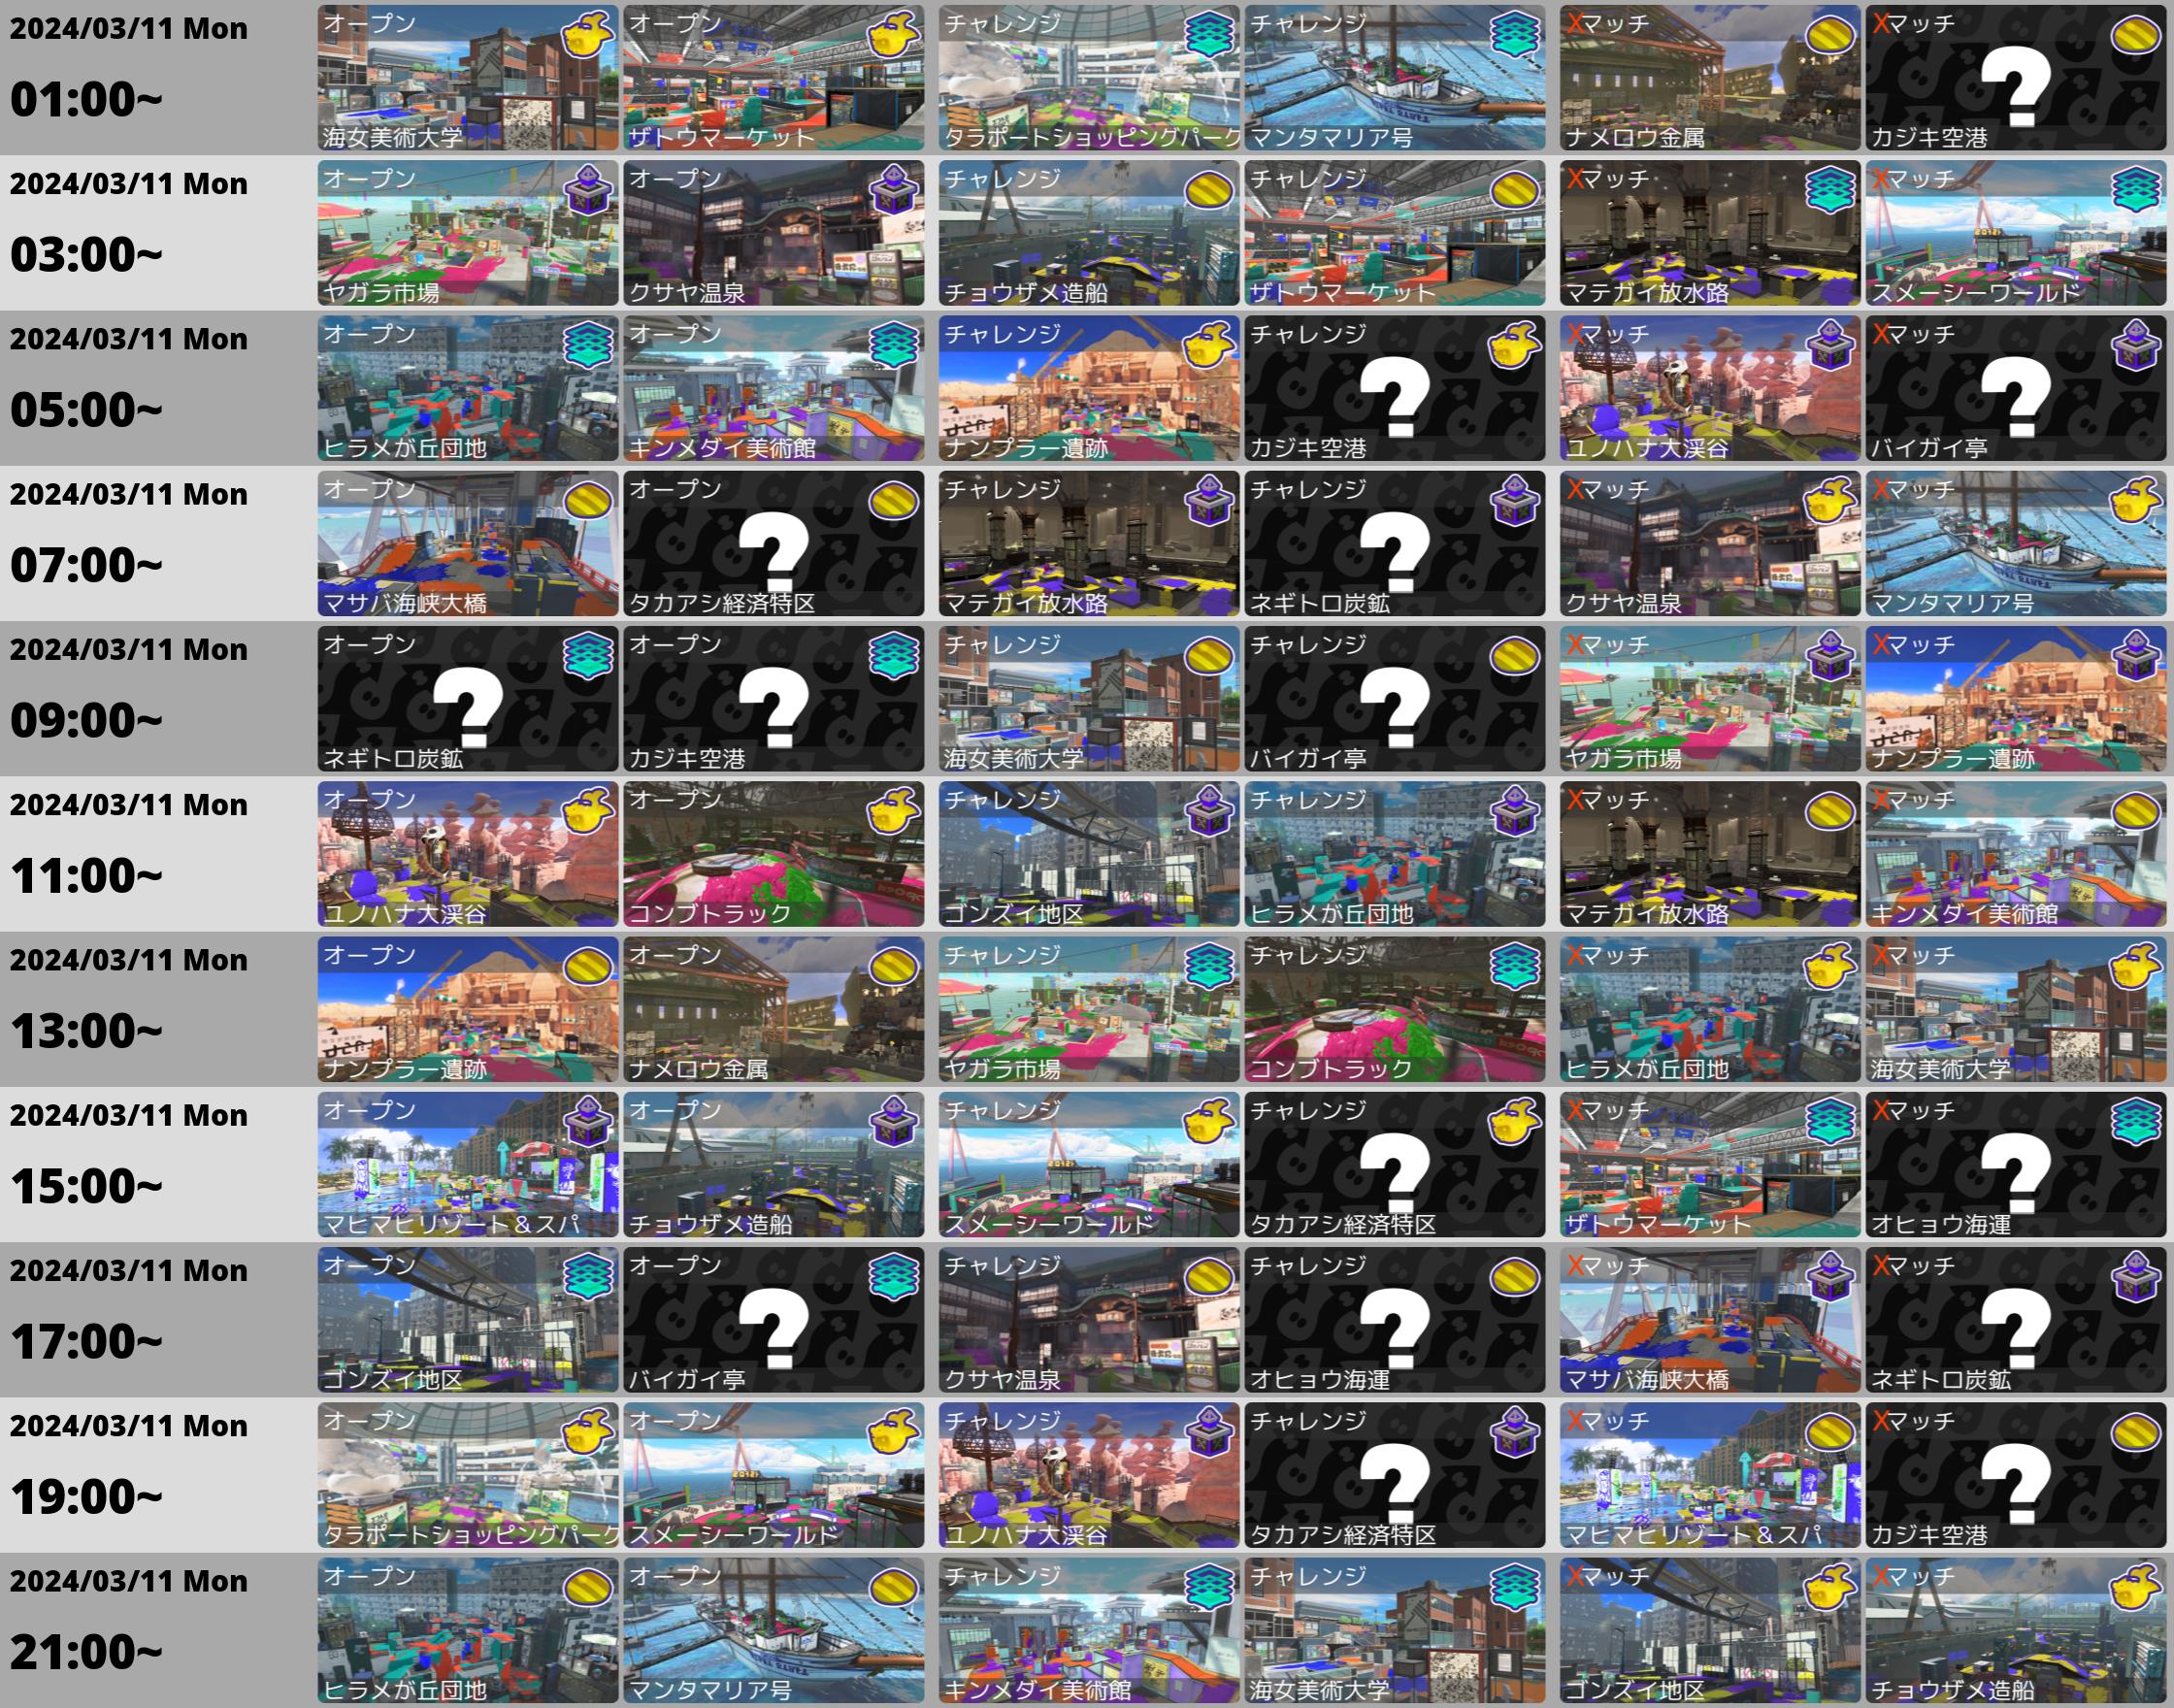 2024/03/11 Mon
01:00~
オープン
海女美術大学
オープン
ザトウマーケット
チャレンジ
タラポートショッピングパーク
チャレンジ
マンタマリア号
Xマッチ
ナメロウ金属
Xマッチ
カジキ空港
2024/03/11 Mon
03:00~
オープン
ヤガラ市場
オープン
クサヤ温泉
チャレンジ
チョウザメ造船
チャレンジ
ザトウマーケット
Xマッチ
マテガイ放水路
Xマッチ
スメーシーワールド
2024/03/11 Mon
05:00~
オープン
ヒラメが丘団地
オープン
キンメダイ美術館
チャレンジ
ナンプラー遺跡
チャレンジ
カジキ空港
Xマッチ
ユノハナ大渓谷
Xマッチ
バイガイ亭
2024/03/11 Mon
07:00~
オープン
マサバ海峡大橋
オープン
タカアシ経済特区
チャレンジ
マテガイ放水路
チャレンジ
ネギトロ炭鉱
Xマッチ
クサヤ温泉
Xマッチ
マンタマリア号
2024/03/11 Mon
09:00~
オープン
ネギトロ炭鉱
オープン
カジキ空港
チャレンジ
海女美術大学
チャレンジ
バイガイ亭
Xマッチ
ヤガラ市場
Xマッチ
ナンプラー遺跡
2024/03/11 Mon
11:00~
オープン
ユノハナ大渓谷
オープン
コンブトラック
チャレンジ
ゴンズイ地区
チャレンジ
ヒラメが丘団地
Xマッチ
マテガイ放水路
Xマッチ
キンメダイ美術館
2024/03/11 Mon
13:00~
オープン
ナンプラー遺跡
オープン
ナメロウ金属
チャレンジ
ヤガラ市場
チャレンジ
コンブトラック
Xマッチ
ヒラメが丘団地
Xマッチ
海女美術大学
2024/03/11 Mon
15:00~
オープン
マヒマヒリゾート＆スパ
オープン
チョウザメ造船
チャレンジ
スメーシーワールド
チャレンジ
タカアシ経済特区
Xマッチ
ザトウマーケット
Xマッチ
オヒョウ海運
2024/03/11 Mon
17:00~
オープン
ゴンズイ地区
オープン
バイガイ亭
チャレンジ
クサヤ温泉
チャレンジ
オヒョウ海運
Xマッチ
マサバ海峡大橋
Xマッチ
ネギトロ炭鉱
2024/03/11 Mon
19:00~
オープン
タラポートショッピングパーク
オープン
スメーシーワールド
チャレンジ
ユノハナ大渓谷
チャレンジ
タカアシ経済特区
Xマッチ
マヒマヒリゾート＆スパ
Xマッチ
カジキ空港
2024/03/11 Mon
21:00~
オープン
ヒラメが丘団地
オープン
マンタマリア号
チャレンジ
キンメダイ美術館
チャレンジ
海女美術大学
Xマッチ
ゴンズイ地区
Xマッチ
チョウザメ造船